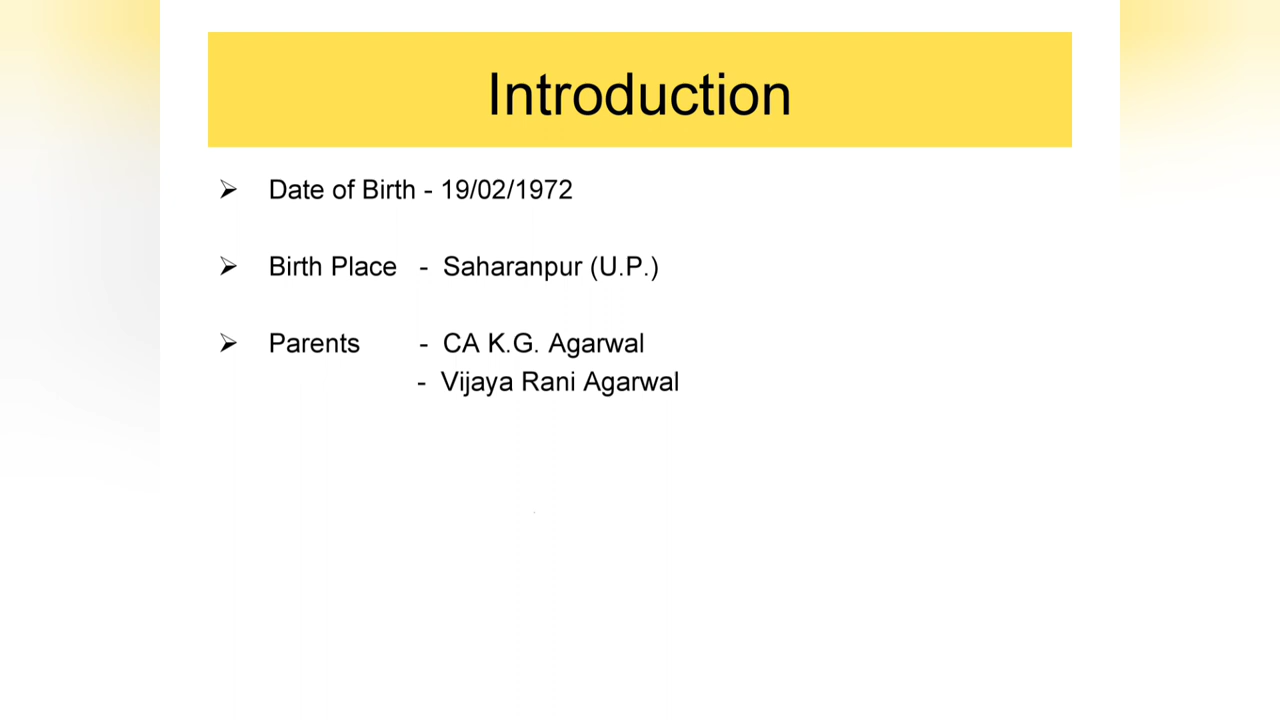 Introduction
➢ Date of Birth - 19/02/1972
➢ Birth Place - Saharanpur (U.P.)
➢ Parents - CA K.G. Agarwal
- Vijaya Rani Agarwal